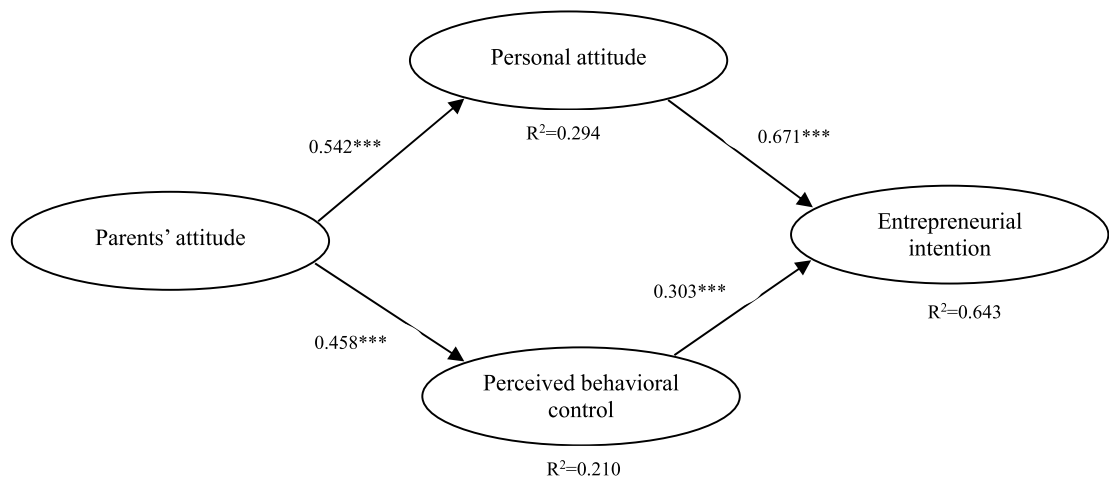 Personal attitude
R²=0.294
0.542***
0.671***
Parents’ attitude
Entrepreneurial
intention
R²=0.643
0.303***
0.458***
Perceived behavioral
control
R²=0.210